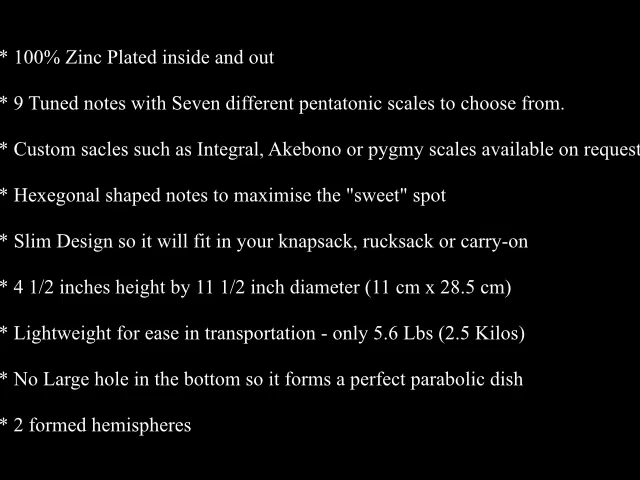 * 100% Zinc Plated inside and out
* 9 Tuned notes with Seven different pentatonic scales to choose from.
* Custom sacles such as Integral, Akebono or pygmy scales available on request
* Hexegonal shaped notes to maximise the "sweet" spot
* Slim Design so it will fit in your knapsack, rucksack or carry-on
* 4 1/2 inches height by 11 1/2 inch diameter (11 cm x 28.5 cm)
* Lightweight for ease in transportation - only 5.6 Lbs (2.5 Kilos)
* No Large hole in the bottom so it forms a perfect parabolic dish
* 2 formed hemispheres